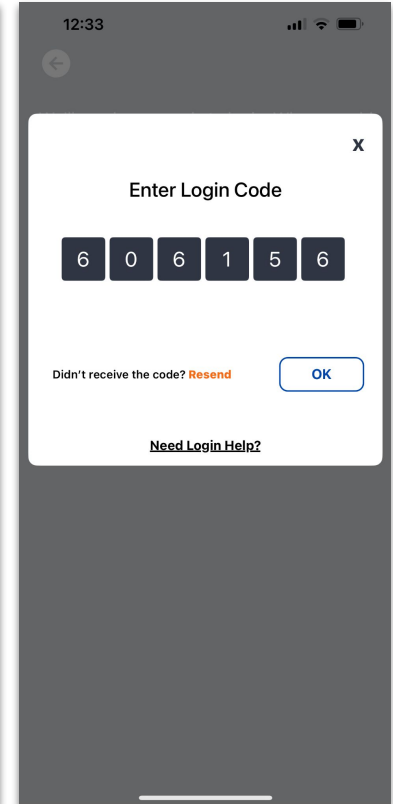 12:33
X
Enter Login Code
6 0 6 1 5 6
Didn't receive the code? Resend
OK
Need Login Help?